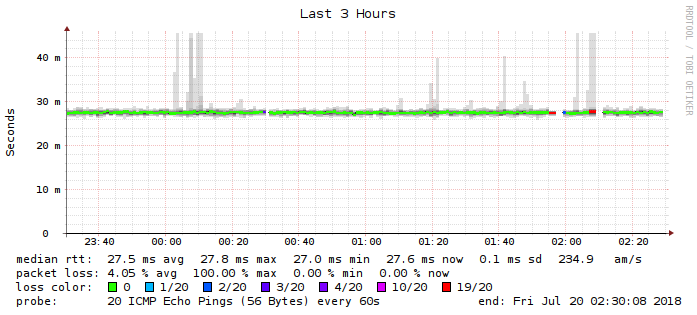 Last 3 Hours
RRDTOOL / TOBI OETIKER
Seconds
40 m
30 m
20 m
10 m
0
23:40 00:00 00:20 00:40 01:00 01:20 01:40 02:00 02:20
median rtt: 27.5 ms avg 27.8 ms max 27.0 ms min 27.6 ms now 0.1 ms sd 234.9 am/s
packet loss: 4.05 % avg 100.00 % max 0.00 % min 0.00 % now
loss color: 0 1/20 2/20 3/20 4/20 10/20 19/20
probe: 20 ICMP Echo Pings (56 Bytes) every 60s end: Fri Jul 20 02:30:08 2018